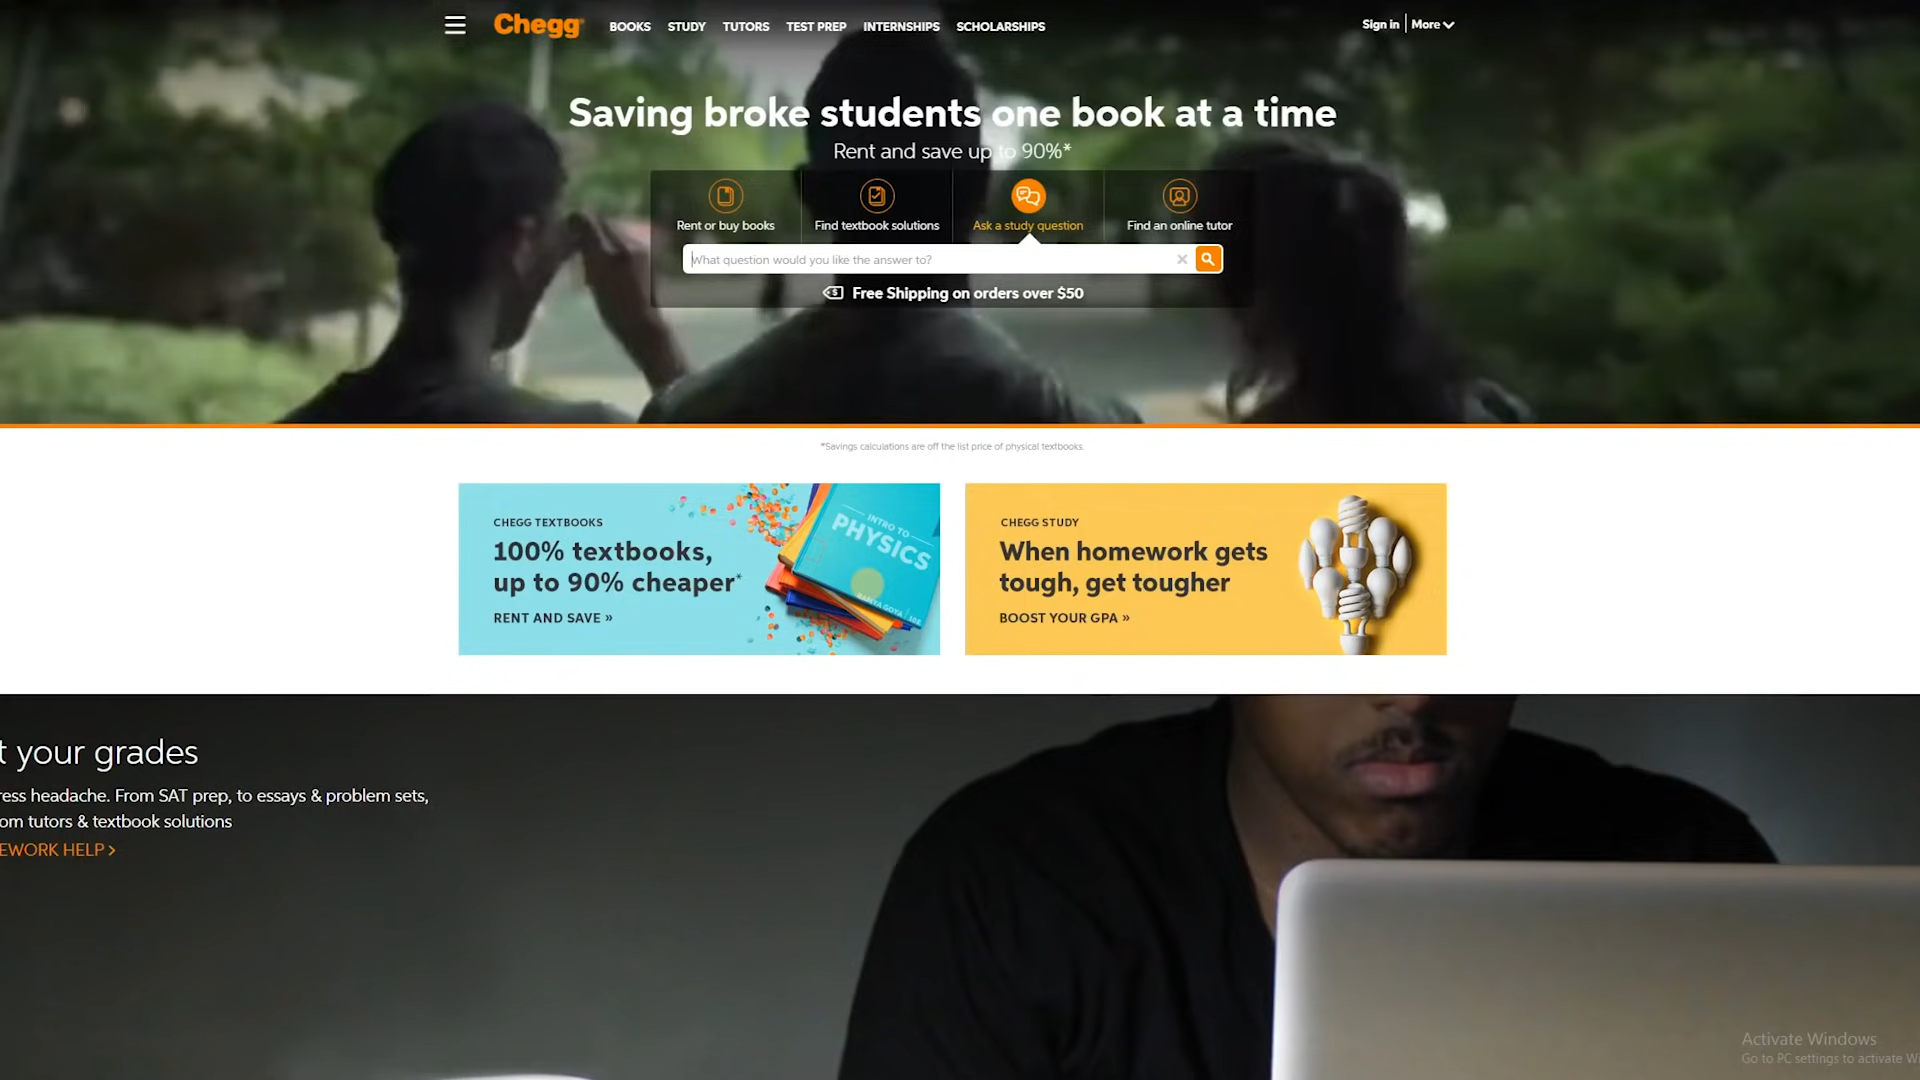 Chegg
BOOKS STUDY TUTORS TEST PREP INTERNSHIPS SCHOLARSHIPS
Sign in More
Saving broke students one book at a time
Rent and save up to 90%*
Rent or buy books
Find textbook solutions
Ask a study question
Find an online tutor
What question would you like the answer to?
Free Shipping on orders over $50
*Savings calculations are off the list price of physical textbooks.
CHEGG TEXTBOOKS
100% textbooks,
up to 90% cheaper*
RENT AND SAVE »
INTRO TO
PHYSICS
CHEGG STUDY
When homework gets
tough, get tougher
BOOST YOUR GPA »
t your grades
ress headache. From SAT prep, to essays & problem sets,
om tutors & textbook solutions
EWORK HELP >
Activate Windows
Go to PC settings to activate W